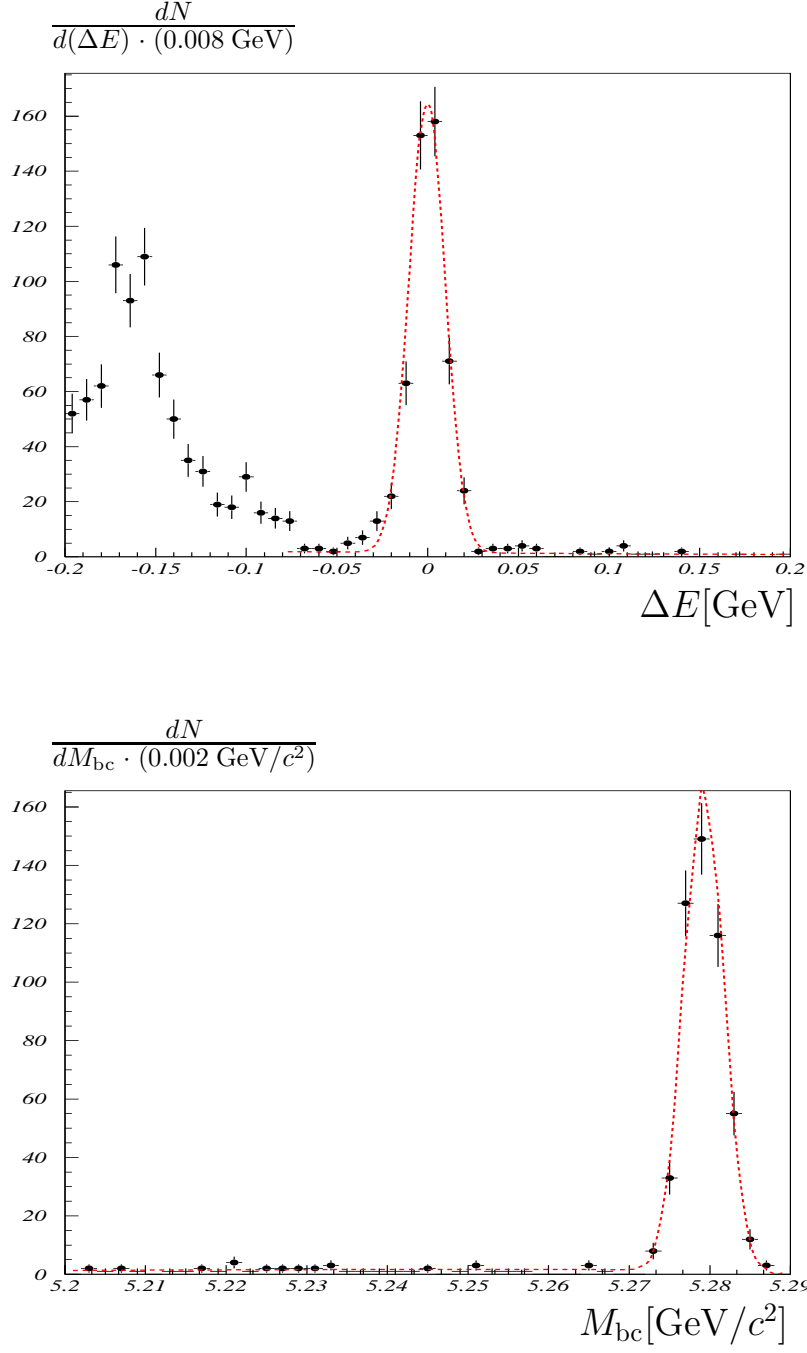 dN
d(ΔE) · (0.008 GeV)
160
140
120
100
80
60
40
20
0
-0.2 -0.15 -0.1 -0.05 0 0.05 0.1 0.15 0.2
ΔE[GeV]
dN
dM_bc · (0.002 GeV/c²)
160
140
120
100
80
60
40
20
0
5.2 5.21 5.22 5.23 5.24 5.25 5.26 5.27 5.28 5.29
M_bc[GeV/c²]